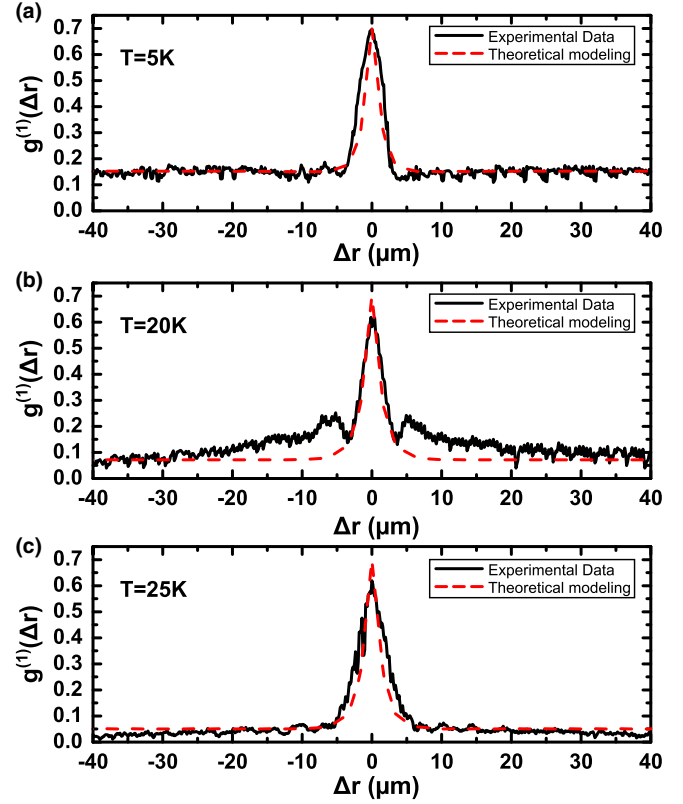 (a)
0.7
0.6
0.5
0.4
0.3
0.2
0.1
0.0
g(1)(Δr)
T=5K
Experimental Data
Theoretical modeling
-40 -30 -20 -10 0 10 20 30 40
Δr (μm)
(b)
0.7
0.6
0.5
0.4
0.3
0.2
0.1
0.0
g(1)(Δr)
T=20K
Experimental Data
Theoretical modeling
-40 -30 -20 -10 0 10 20 30 40
Δr (μm)
(c)
0.7
0.6
0.5
0.4
0.3
0.2
0.1
0.0
g(1)(Δr)
T=25K
Experimental Data
Theoretical modeling
-40 -30 -20 -10 0 10 20 30 40
Δr (μm)